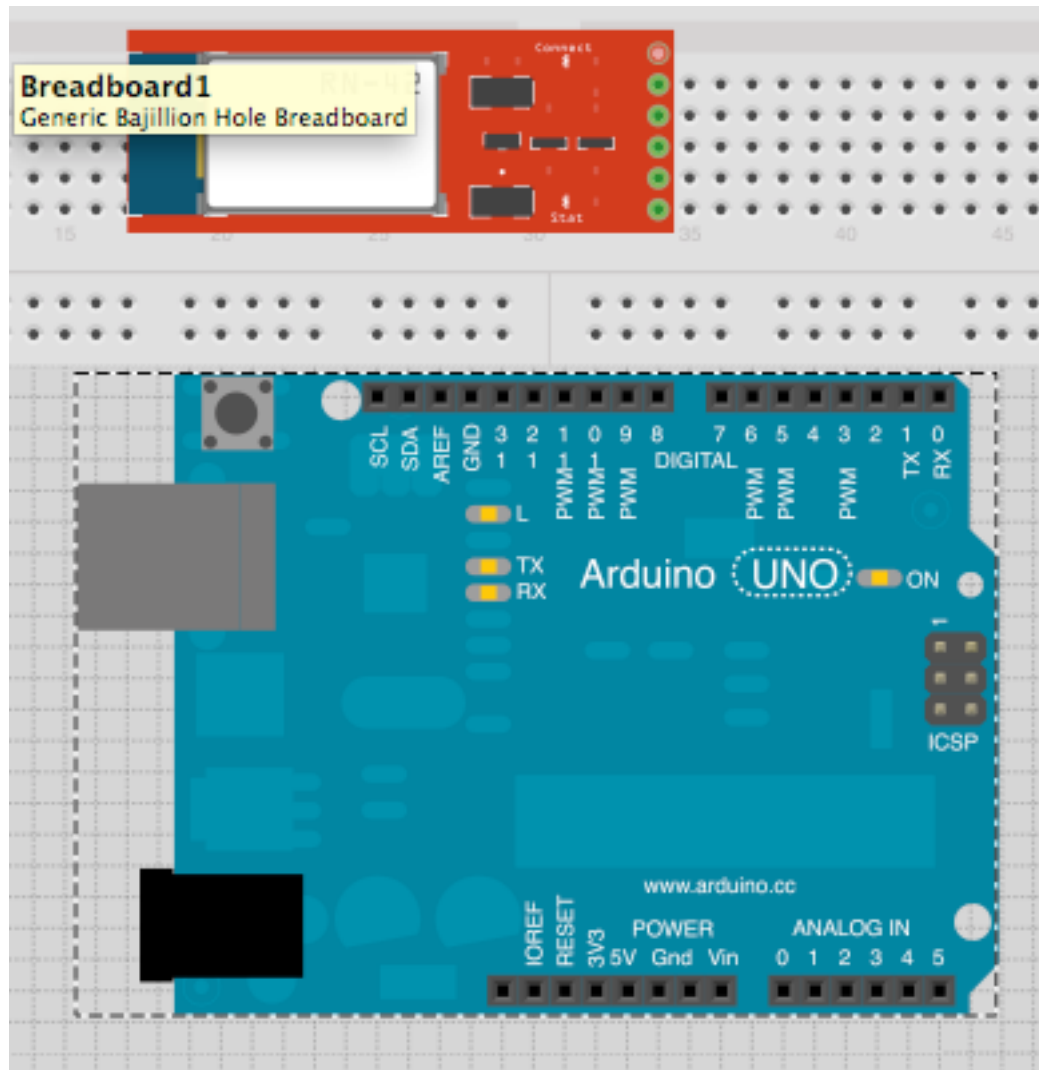 Connect
Breadboard1
RN-42
Generic Bajillion Hole Breadboard
Stat
15 20 25 30 35 40 45
SCL SDA AREF GND 13 12 PWM 11 PWM 10 PWM 9 8 7 PWM 6 PWM 5 4 PWM 3 2 TX 1 RX 0
DIGITAL
L
TX
RX
Arduino UNO
ON
1
ICSP
www.arduino.cc
IOREF RESET 3V3 5V Gnd Vin
POWER
ANALOG IN
0 1 2 3 4 5